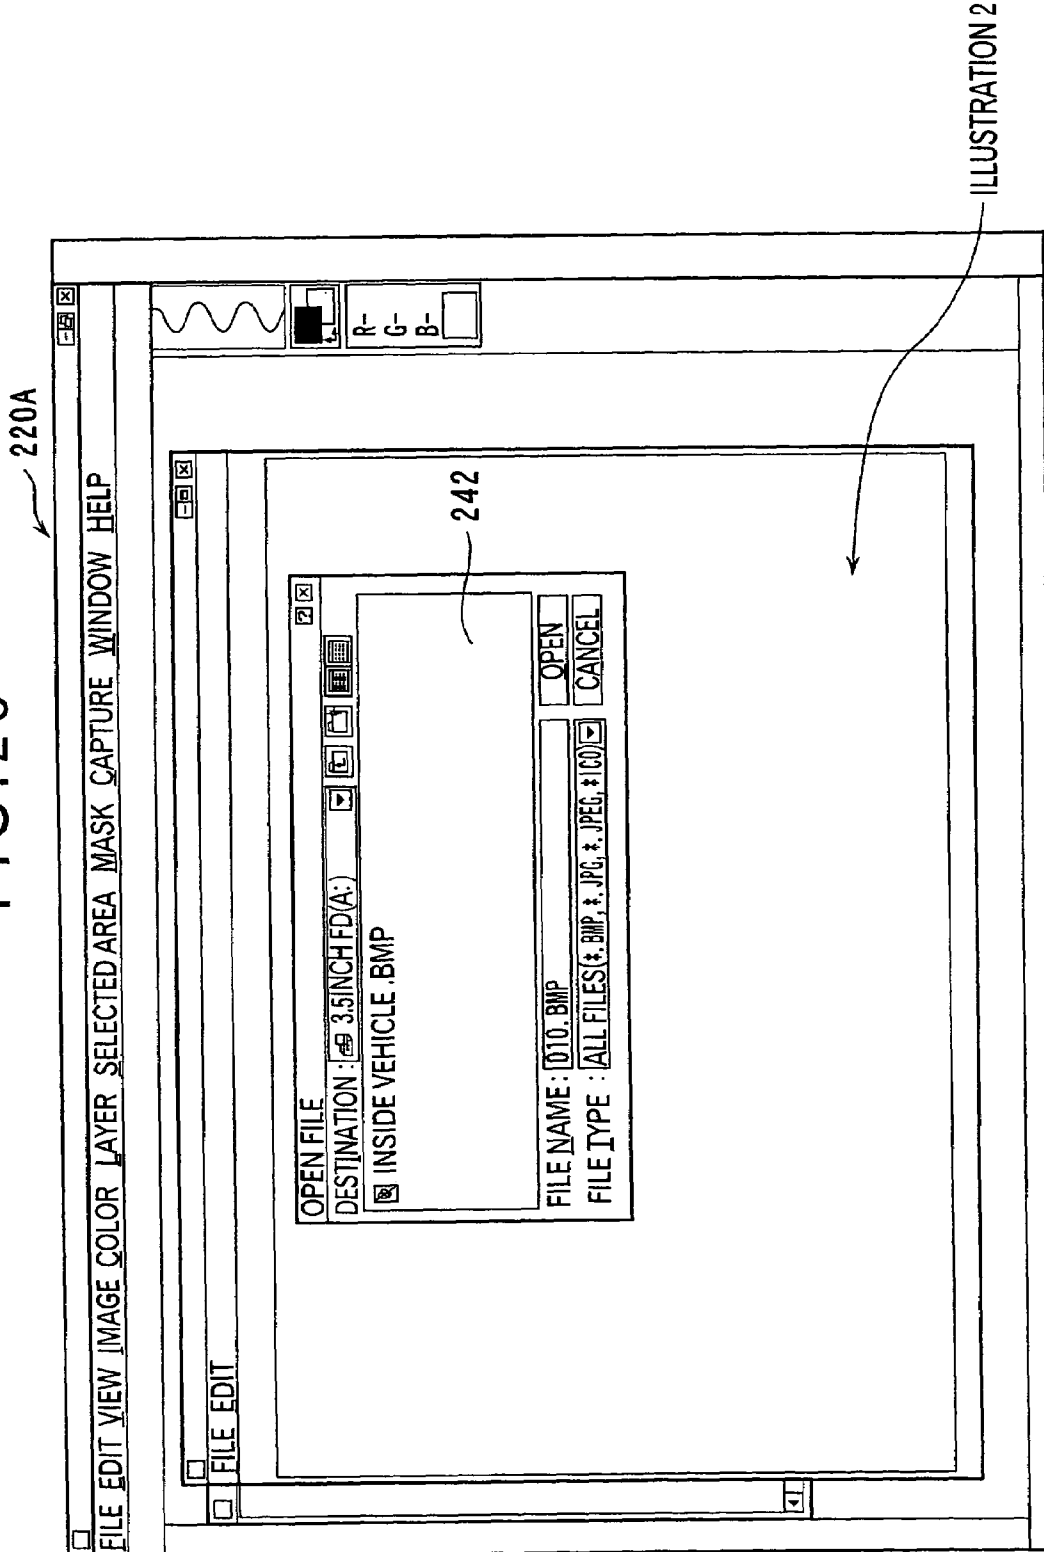 220A
FILE EDIT VIEW IMAGE COLOR LAYER SELECTED AREA MASK CAPTURE WINDOW HELP
R-
G-
B-
FILE EDIT
OPEN FILE
DESTINATION : 3.5INCH FD(A:)
INSIDE VEHICLE .BMP
242
FILE NAME : D10. BMP
OPEN
FILE TYPE : ALL FILES(*. BMP, *. JPG, *. JPEG, *ICO)
CANCEL
ILLUSTRATION 2